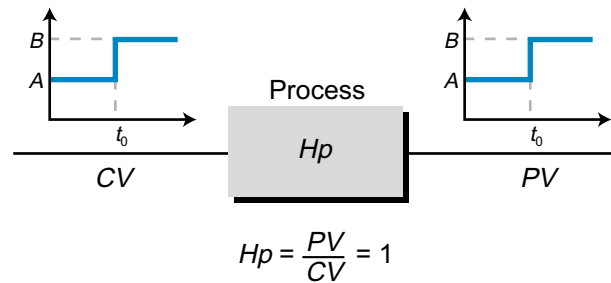 B
A
t₀
B
A
t₀
Process
Hp
CV
PV
Hp = PV/CV = 1